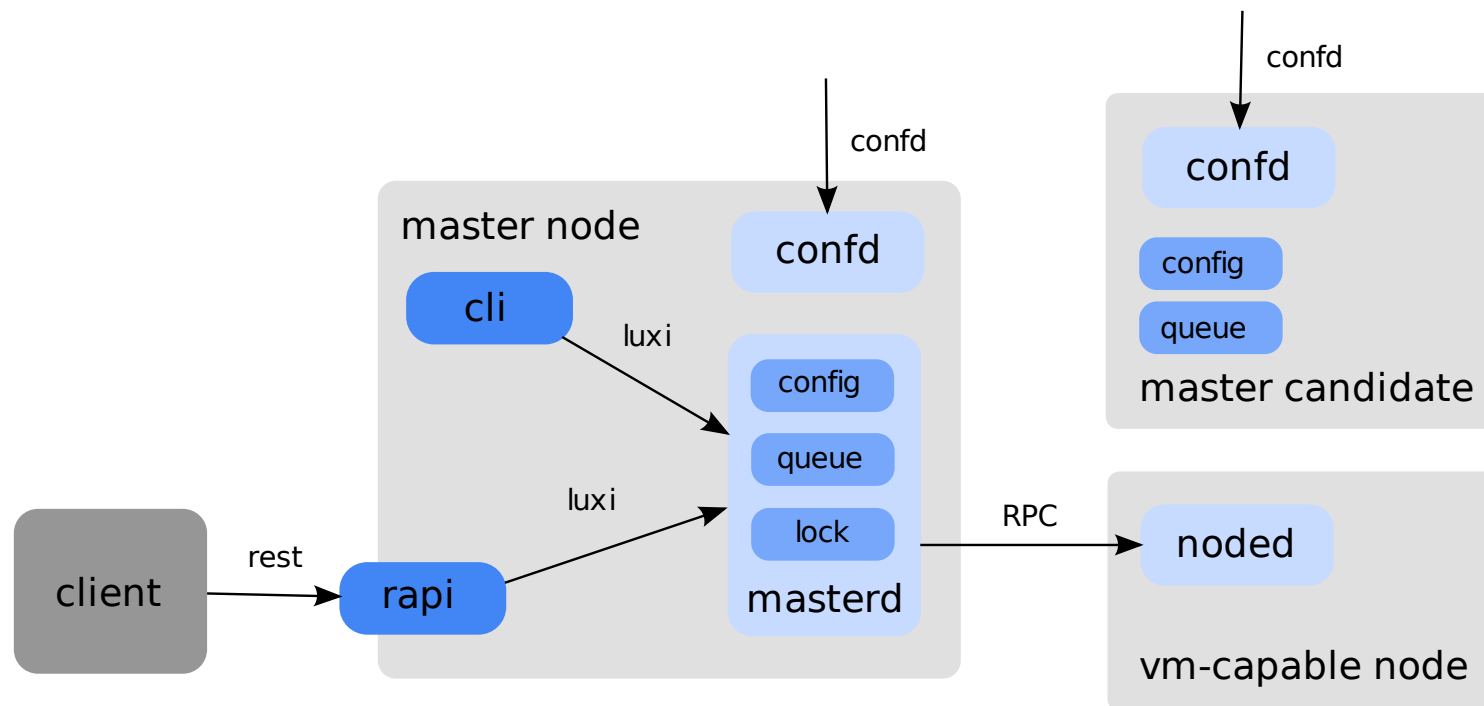 confd
confd
confd
master node
confd
config
cli
luxi
queue
config
master candidate
queue
luxi
RPC
lock
noded
rest
client
rapi
masterd
vm-capable node